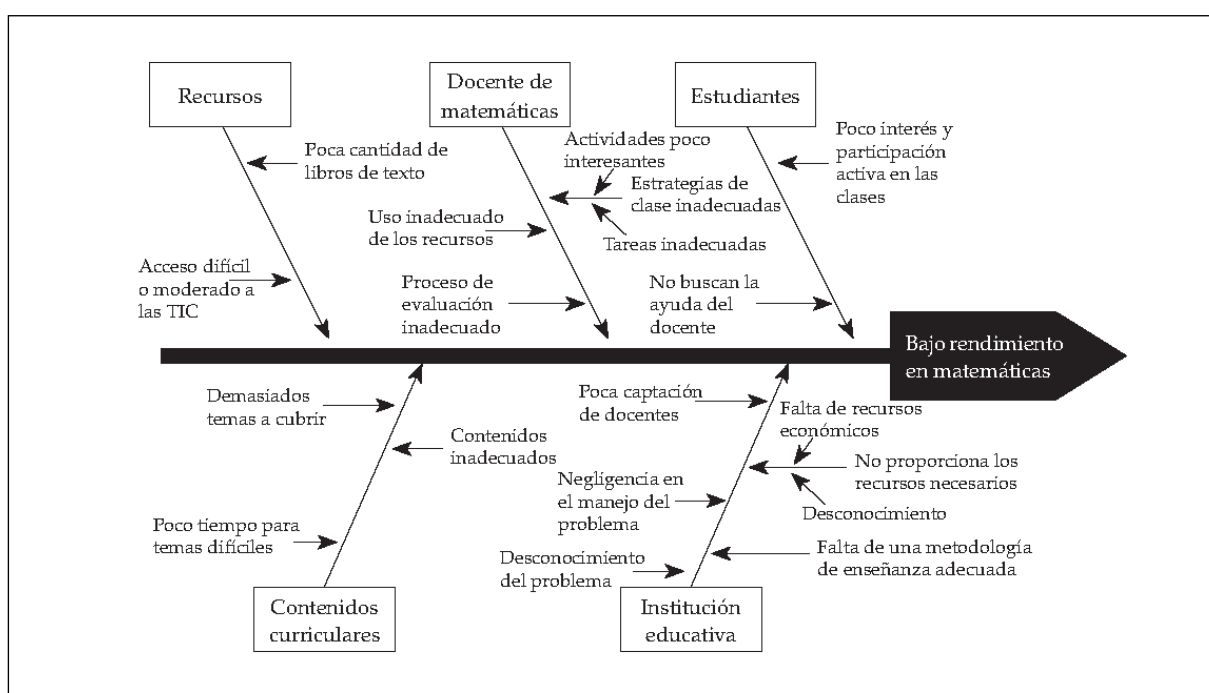 Recursos
Docente de
matemáticas
Estudiantes
Poca cantidad de
libros de texto
Acceso difícil
o moderado a
las TIC
Actividades poco
interesantes
Estrategias de
clase inadecuadas
Tareas inadecuadas
Uso inadecuado
de los recursos
Proceso de
evaluación
inadecuado
Poco interés y
participación
activa en las
clases
No buscan la
ayuda del
docente
Bajo rendimiento
en matemáticas
Demasiados
temas a cubrir
Contenidos
inadecuados
Poco tiempo para
temas difíciles
Contenidos
curriculares
Poca captación
de docentes
Falta de recursos
económicos
No proporciona los
recursos necesarios
Desconocimiento
Negligencia en
el manejo del
problema
Desconocimiento
del problema
Falta de una metodología
de enseñanza adecuada
Institución
educativa